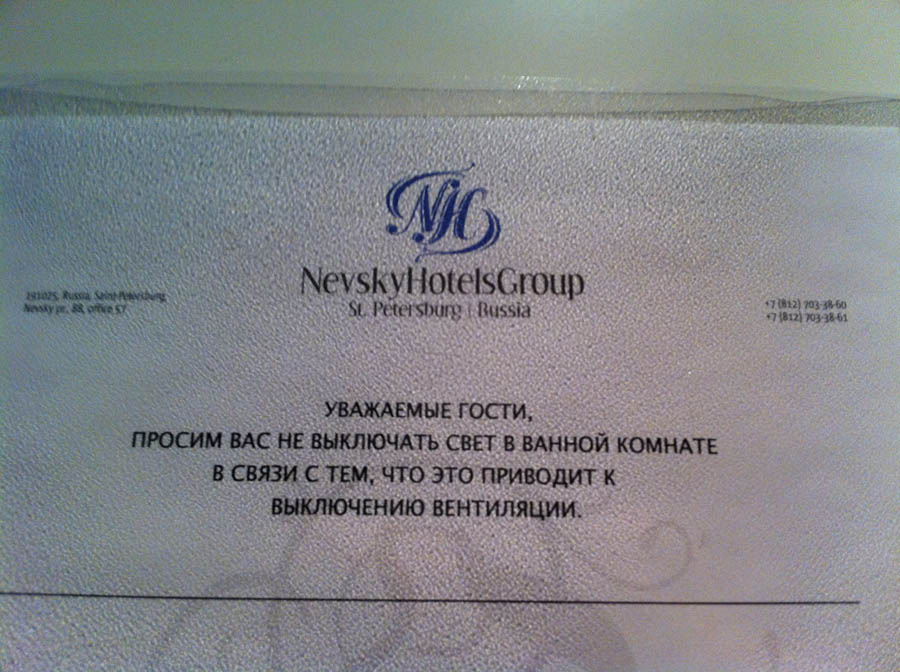 NH
NevskyHotelsGroup
St. Petersburg | Russia
191025, Russia, Saint-Petersburg
Nevsky pr., 88, office 57
+7 (812) 703-38-60
+7 (812) 703-38-61
УВАЖАЕМЫЕ ГОСТИ,
ПРОСИМ ВАС НЕ ВЫКЛЮЧАТЬ СВЕТ В ВАННОЙ КОМНАТЕ
В СВЯЗИ С ТЕМ, ЧТО ЭТО ПРИВОДИТ К
ВЫКЛЮЧЕНИЮ ВЕНТИЛЯЦИИ.